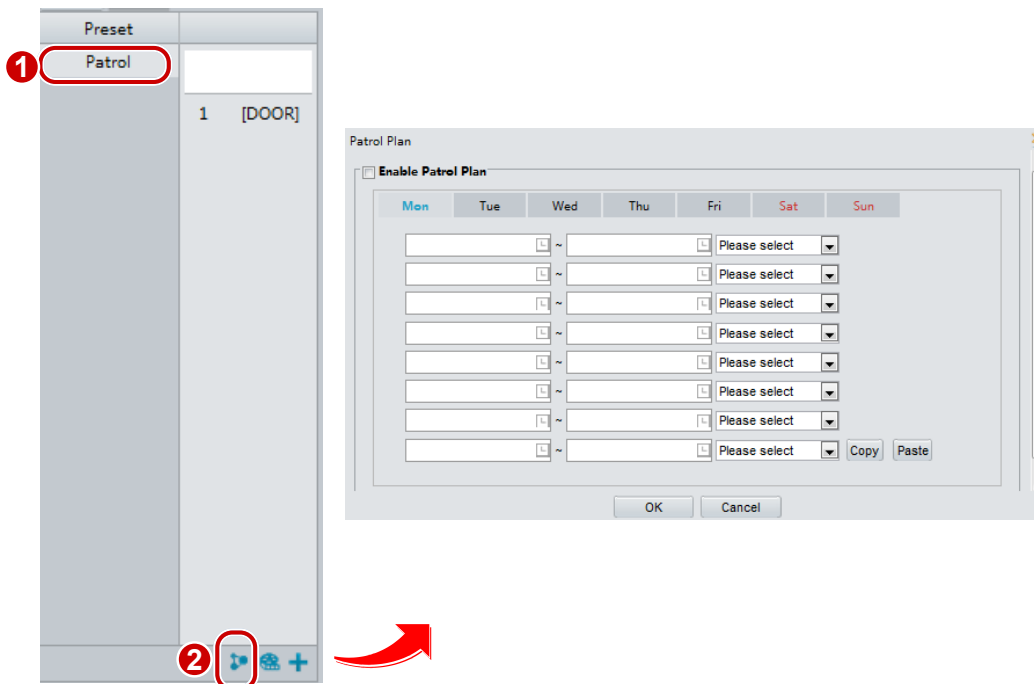 Preset
1 Patrol
1 [DOOR]
2
Patrol Plan
Enable Patrol Plan
Mon Tue Wed Thu Fri Sat Sun
~ Please select
~ Please select
~ Please select
~ Please select
~ Please select
~ Please select
~ Please select
~ Please select Copy Paste
OK Cancel